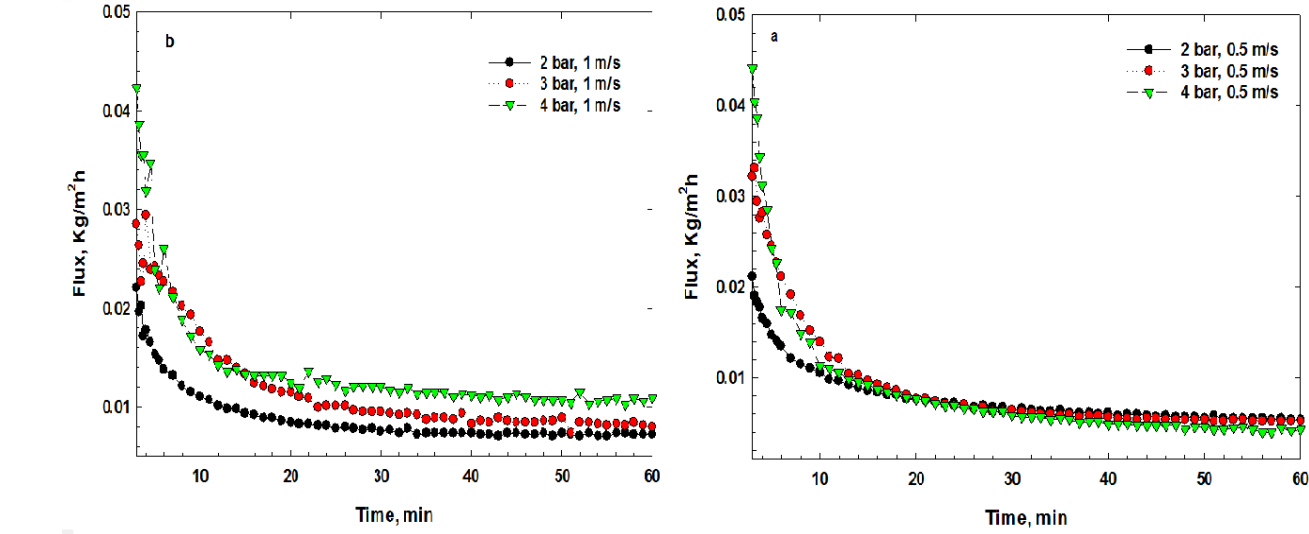 0.05
0.04
0.03
0.02
0.01
Flux, Kg/m²h
b
2 bar, 1 m/s
3 bar, 1 m/s
4 bar, 1 m/s
10 20 30 40 50 60
Time, min
0.05
0.04
0.03
0.02
0.01
Flux, Kg/m²h
a
2 bar, 0.5 m/s
3 bar, 0.5 m/s
4 bar, 0.5 m/s
10 20 30 40 50 60
Time, min